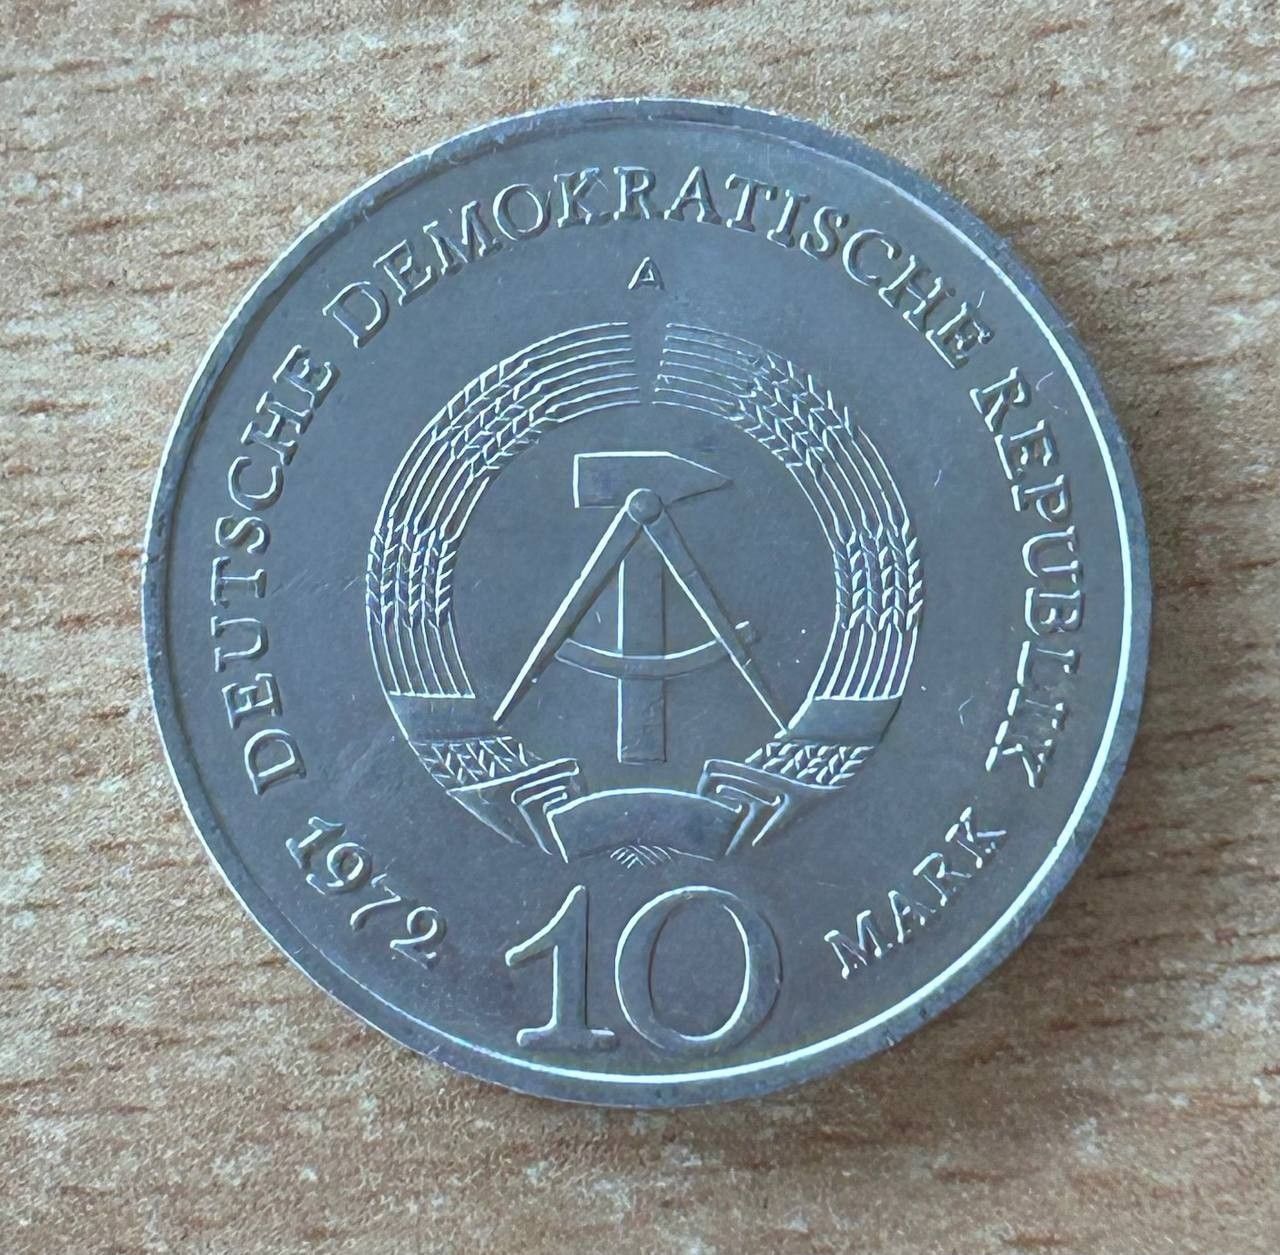 DEUTSCHE DEMOKRATISCHE REPUBLIK
A
1972
10
MARK